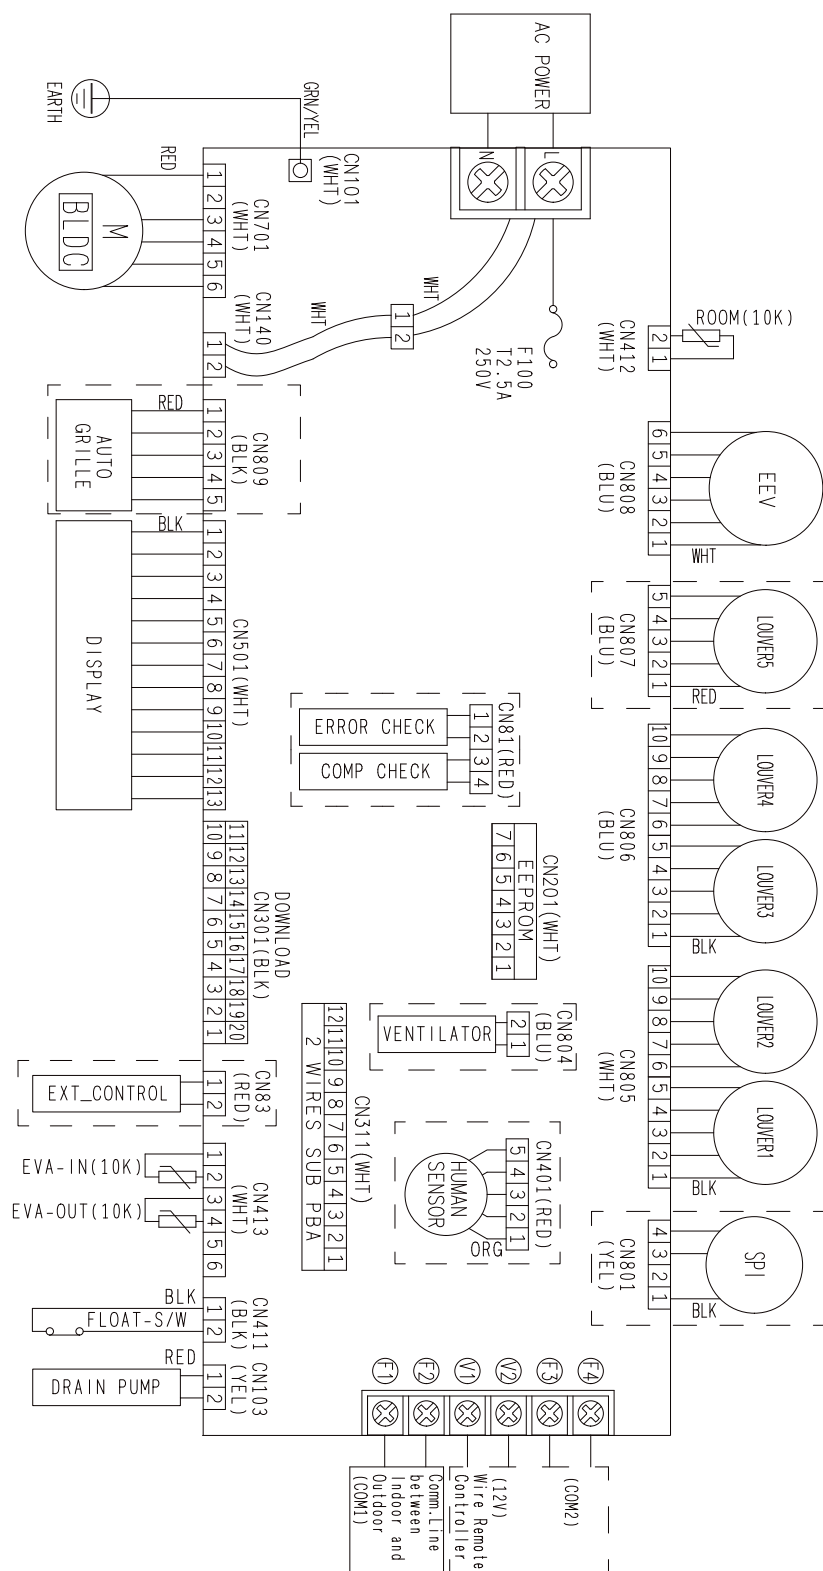 AC POWER
N
L
EARTH
GRN/YEL
CN101
(WHT)
RED
M
BLDC
1
2
3
4
5
6
CN701
(WHT)
CN140
(WHT)
1
2
WHT
1
2
WHT
F100
T2.5A
250V
ROOM(10K)
2
1
CN412
(WHT)
EEV
6
5
4
3
2
1
WHT
CN808
(BLU)
AUTO
GRILLE
RED
1
2
3
4
5
CN809
(BLK)
LOUVER5
5
4
3
2
1
RED
CN807
(BLU)
DISPLAY
BLK
1
2
3
4
5
6
7
8
9
10
11
12
13
CN501(WHT)
ERROR CHECK
COMP CHECK
1
2
3
4
CN81(RED)
LOUVER4
LOUVER3
10
9
8
7
6
5
4
3
2
1
BLK
CN806
(BLU)
CN201(WHT)
EEPROM
7
6
5
4
3
2
1
DOWNLOAD
CN301(BLK)
11
12
13
14
15
16
17
18
19
20
10
9
8
7
6
5
4
3
2
1
LOUVER2
LOUVER1
10
9
8
7
6
5
4
3
2
1
BLK
CN805
(WHT)
VENTILATOR
2
1
CN804
(BLU)
12
11
10
9
8
7
6
5
4
3
2
1
2 WIRES SUB PBA
CN311(WHT)
EXT_CONTROL
1
2
CN83
(RED)
HUMAN
SENSOR
5
4
3
2
1
ORG
CN401(RED)
EVA-IN(10K)
EVA-OUT(10K)
1
2
3
4
5
6
CN413
(WHT)
SPI
4
3
2
1
BLK
CN801
(YEL)
BLK
FLOAT-S/W
1
2
CN411
(BLK)
RED
DRAIN PUMP
1
2
CN103
(YEL)
F1
F2
V1
V2
F3
F4
Comm.Line
between
Indoor and
Outdoor
(COM1)
(12V)
Wire Remote
Controller
(COM2)